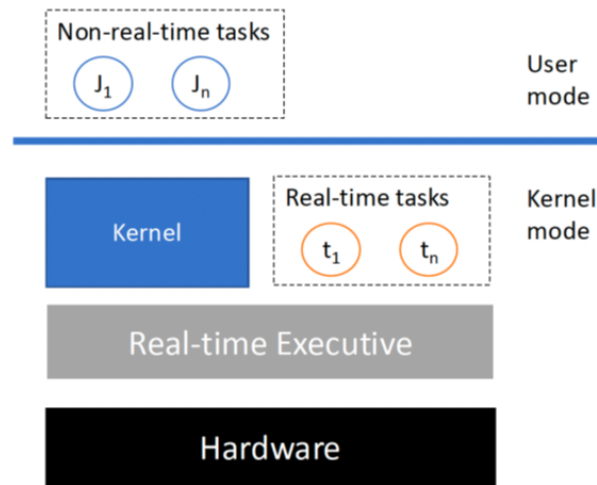 Non-real-time tasks
J₁
Jₙ
User
mode
Kernel
Real-time tasks
t₁
tₙ
Kernel
mode
Real-time Executive
Hardware